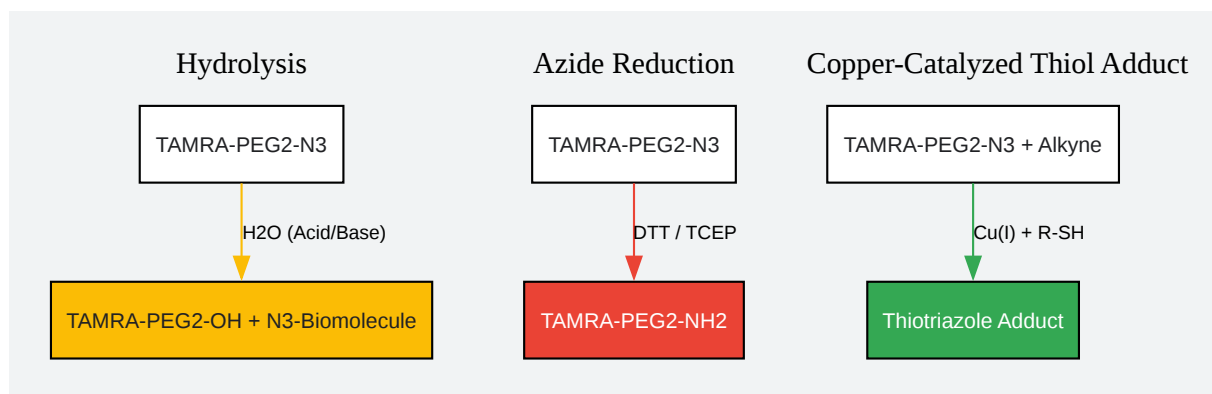 Hydrolysis
TAMRA-PEG2-N3
H2O (Acid/Base)
TAMRA-PEG2-OH + N3-Biomolecule
Azide Reduction
TAMRA-PEG2-N3
DTT / TCEP
TAMRA-PEG2-NH2
Copper-Catalyzed Thiol Adduct
TAMRA-PEG2-N3 + Alkyne
Cu(I) + R-SH
Thiotriazole Adduct